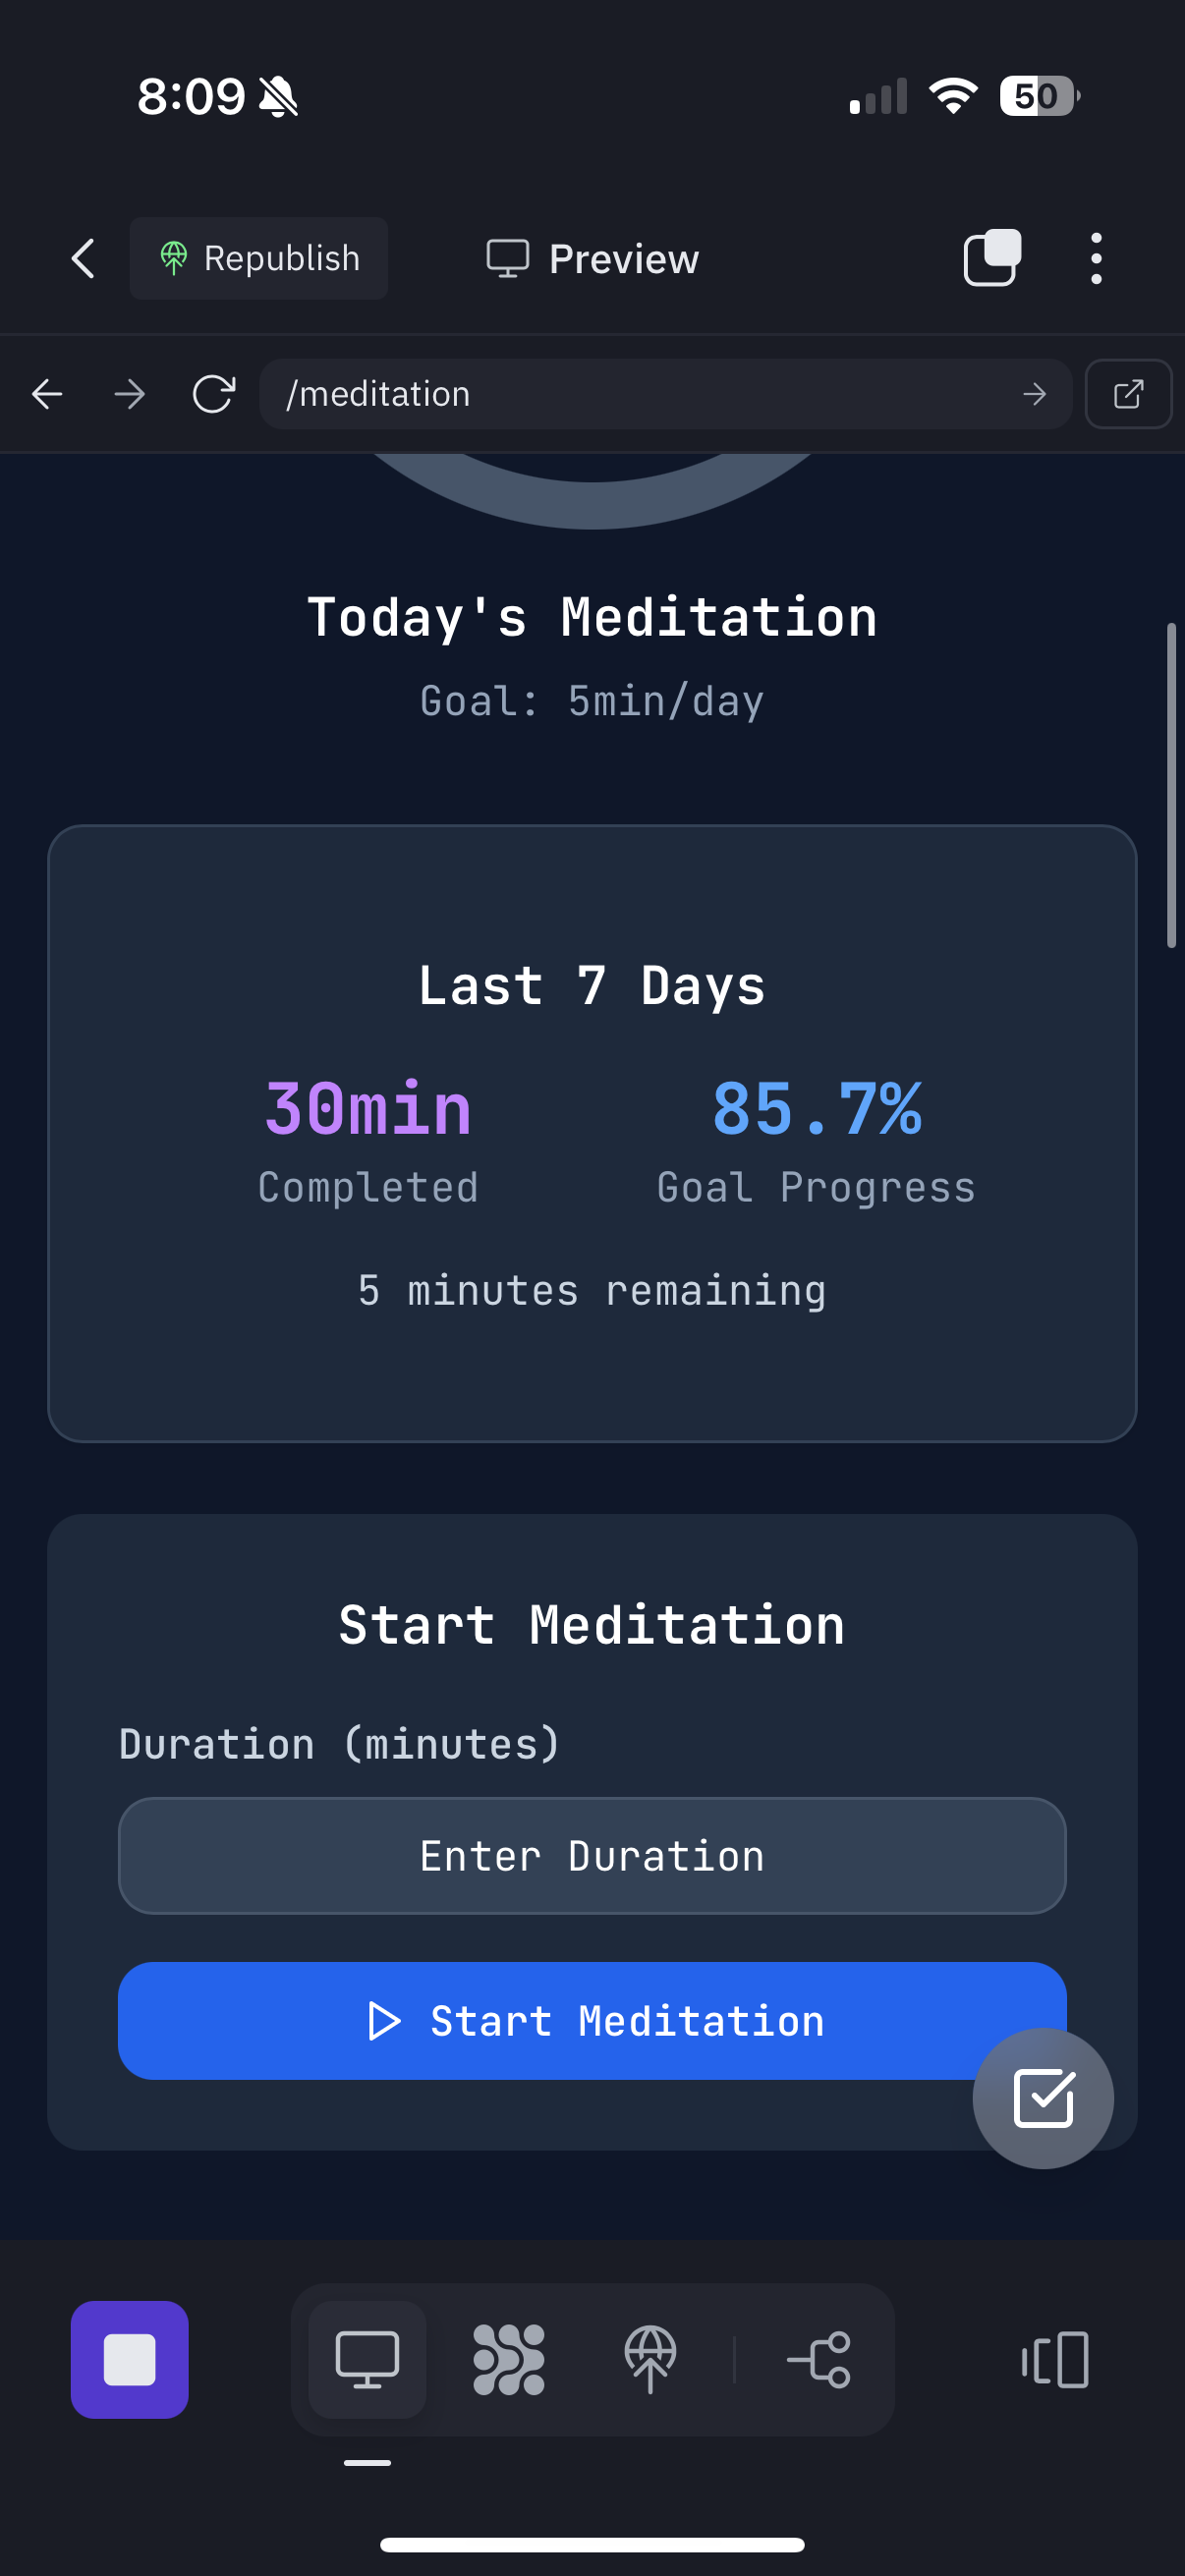 8:09
50
Republish
Preview
/meditation
Today's Meditation
Goal: 5min/day
Last 7 Days
30min 85.7%
Completed Goal Progress
5 minutes remaining
Start Meditation
Duration (minutes)
Enter Duration
Start Meditation